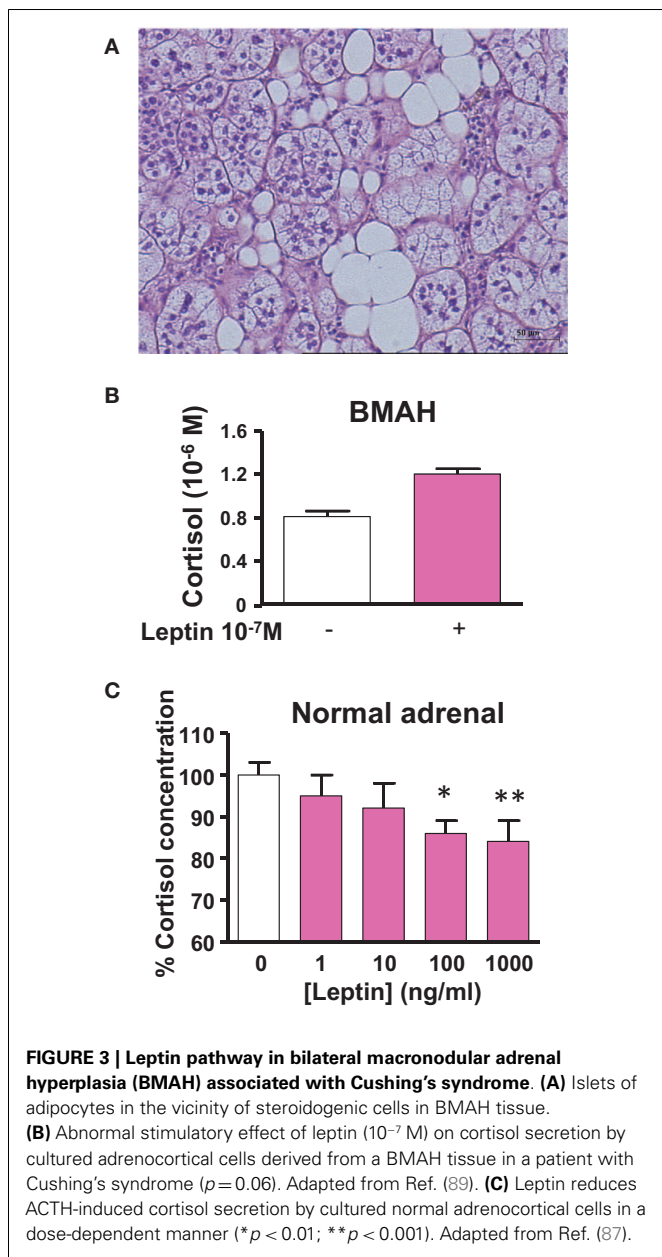 A
50 µm
B
BMAH
Cortisol (10⁻⁶ M)
1.6
1.2
0.8
0.4
0
Leptin 10⁻⁷M - +
C
Normal adrenal
% Cortisol concentration
110
100
90
80
70
60
* **
0 1 10 100 1000
[Leptin] (ng/ml)
FIGURE 3 | Leptin pathway in bilateral macronodular adrenal
hyperplasia (BMAH) associated with Cushing's syndrome. (A) Islets of
adipocytes in the vicinity of steroidogenic cells in BMAH tissue.
(B) Abnormal stimulatory effect of leptin (10⁻⁷ M) on cortisol secretion by
cultured adrenocortical cells derived from a BMAH tissue in a patient with
Cushing's syndrome (p = 0.06). Adapted from Ref. (89). (C) Leptin reduces
ACTH-induced cortisol secretion by cultured normal adrenocortical cells in a
dose-dependent manner (*p < 0.01; **p < 0.001). Adapted from Ref. (87).